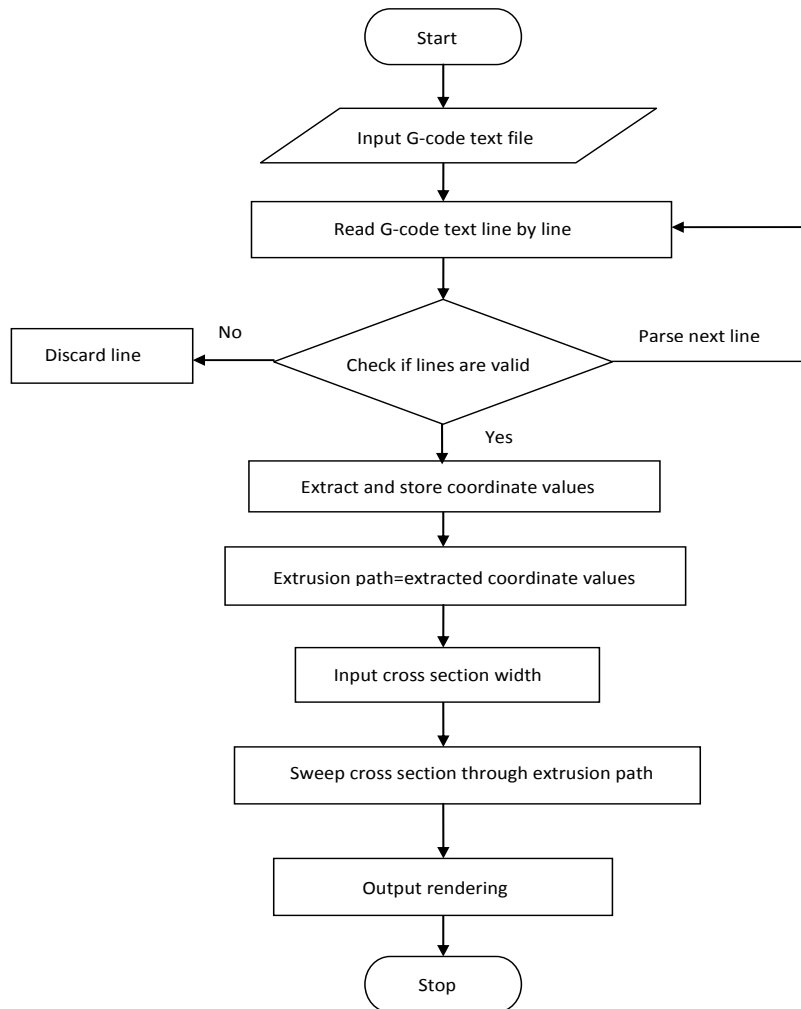 Start
Input G-code text file
Read G-code text line by line
No
Parse next line
Discard line
Check if lines are valid
Yes
Extract and store coordinate values
Extrusion path=extracted coordinate values
Input cross section width
Sweep cross section through extrusion path
Output rendering
Stop